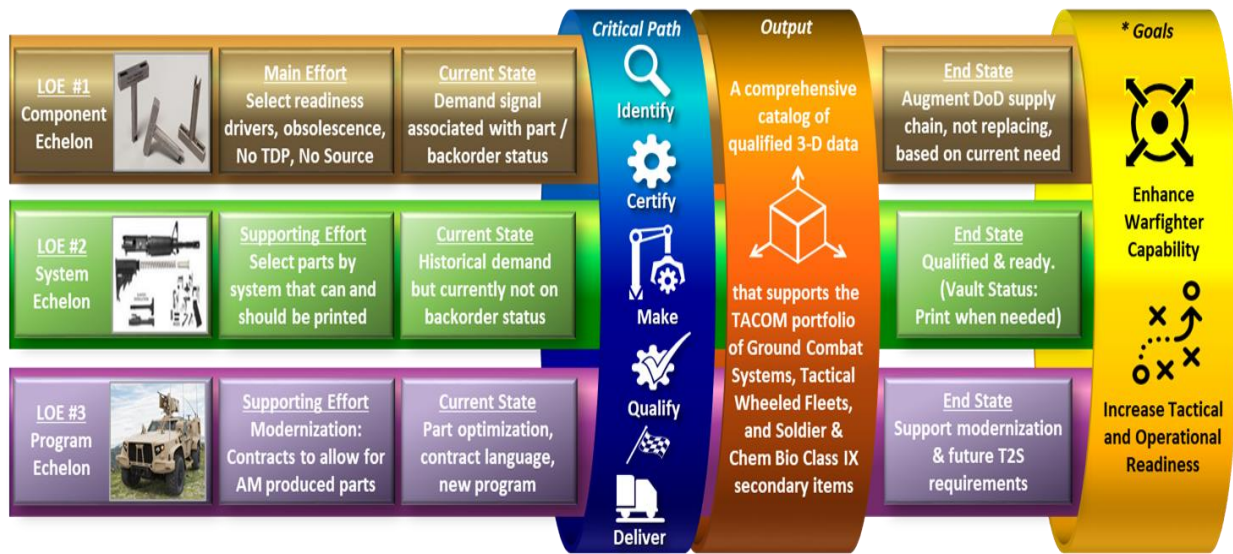 LOE #1
Component
Echelon
Main Effort
Select readiness
drivers, obsolescence,
No TDP, No Source
Current State
Demand signal
associated with part /
backorder status
LOE #2
System
Echelon
Supporting Effort
Select parts by
system that can and
should be printed
Current State
Historical demand
but currently not on
backorder status
LOE #3
Program
Echelon
Supporting Effort
Modernization:
Contracts to allow for
AM produced parts
Current State
Part optimization,
contract language,
new program
Critical Path
Identify
Certify
Make
Qualify
Deliver
Output
A comprehensive
catalog of
qualified 3-D data
that supports the
TACOM portfolio
of Ground Combat
Systems, Tactical
Wheeled Fleets,
and Soldier &
Chem Bio Class IX
secondary items
End State
Augment DoD supply
chain, not replacing,
based on current need
End State
Qualified & ready.
(Vault Status:
Print when needed)
End State
Support modernization
& future T2S
requirements
* Goals
Enhance
Warfighter
Capability
Increase Tactical
and Operational
Readiness